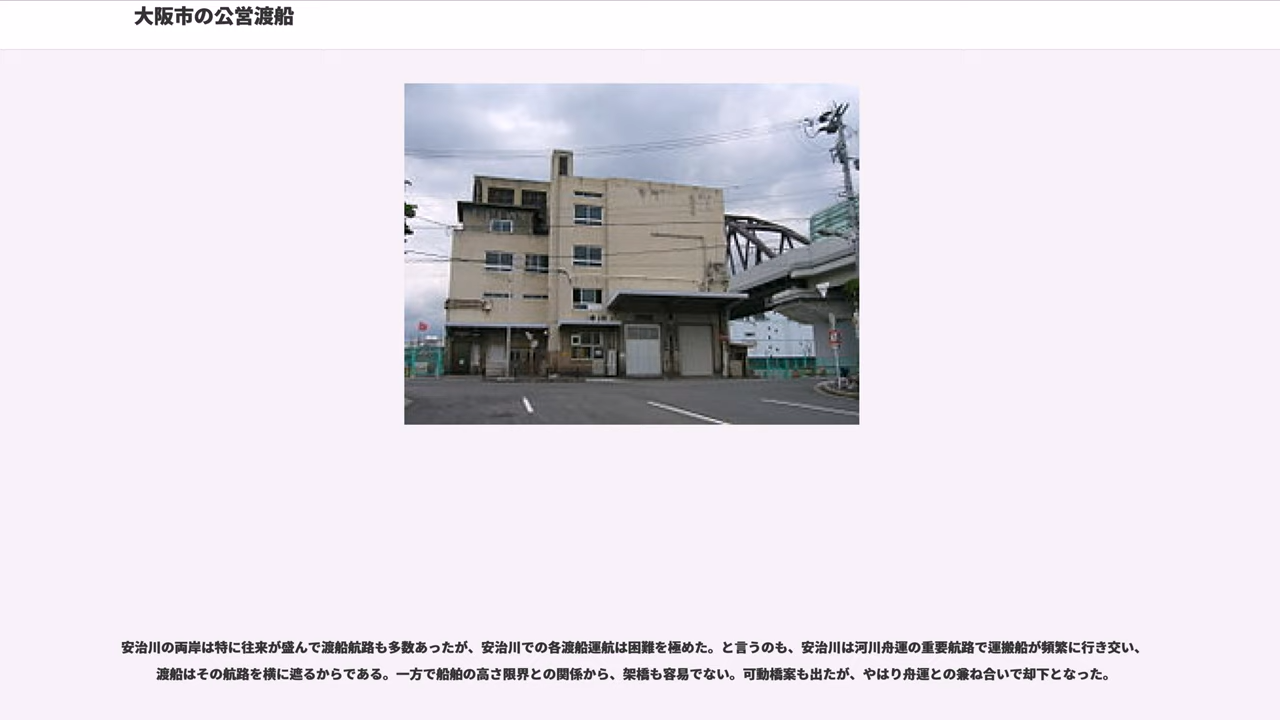 大阪市の公営渡船
安治川の両岸は特に往来が盛んで渡船航路も多数あったが、安治川での各渡船運航は困難を極めた。と言うのも、安治川は河川舟運の重要航路で運搬船が頻繁に行き交い、
渡船はその航路を横に遮るからである。一方で船舶の高さ限界との関係から、架橋も容易でない。可動橋案も出たが、やはり舟運との兼ね合いで却下となった。